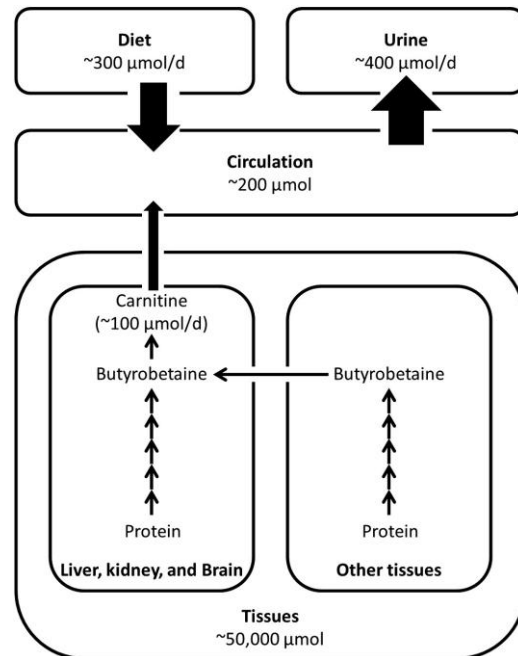 Diet
~300 µmol/d
Urine
~400 µmol/d
Circulation
~200 µmol
Carnitine
(~100 µmol/d)
Butyrobetaine
Butyrobetaine
Protein
Protein
Liver, kidney, and Brain
Other tissues
Tissues
~50,000 µmol